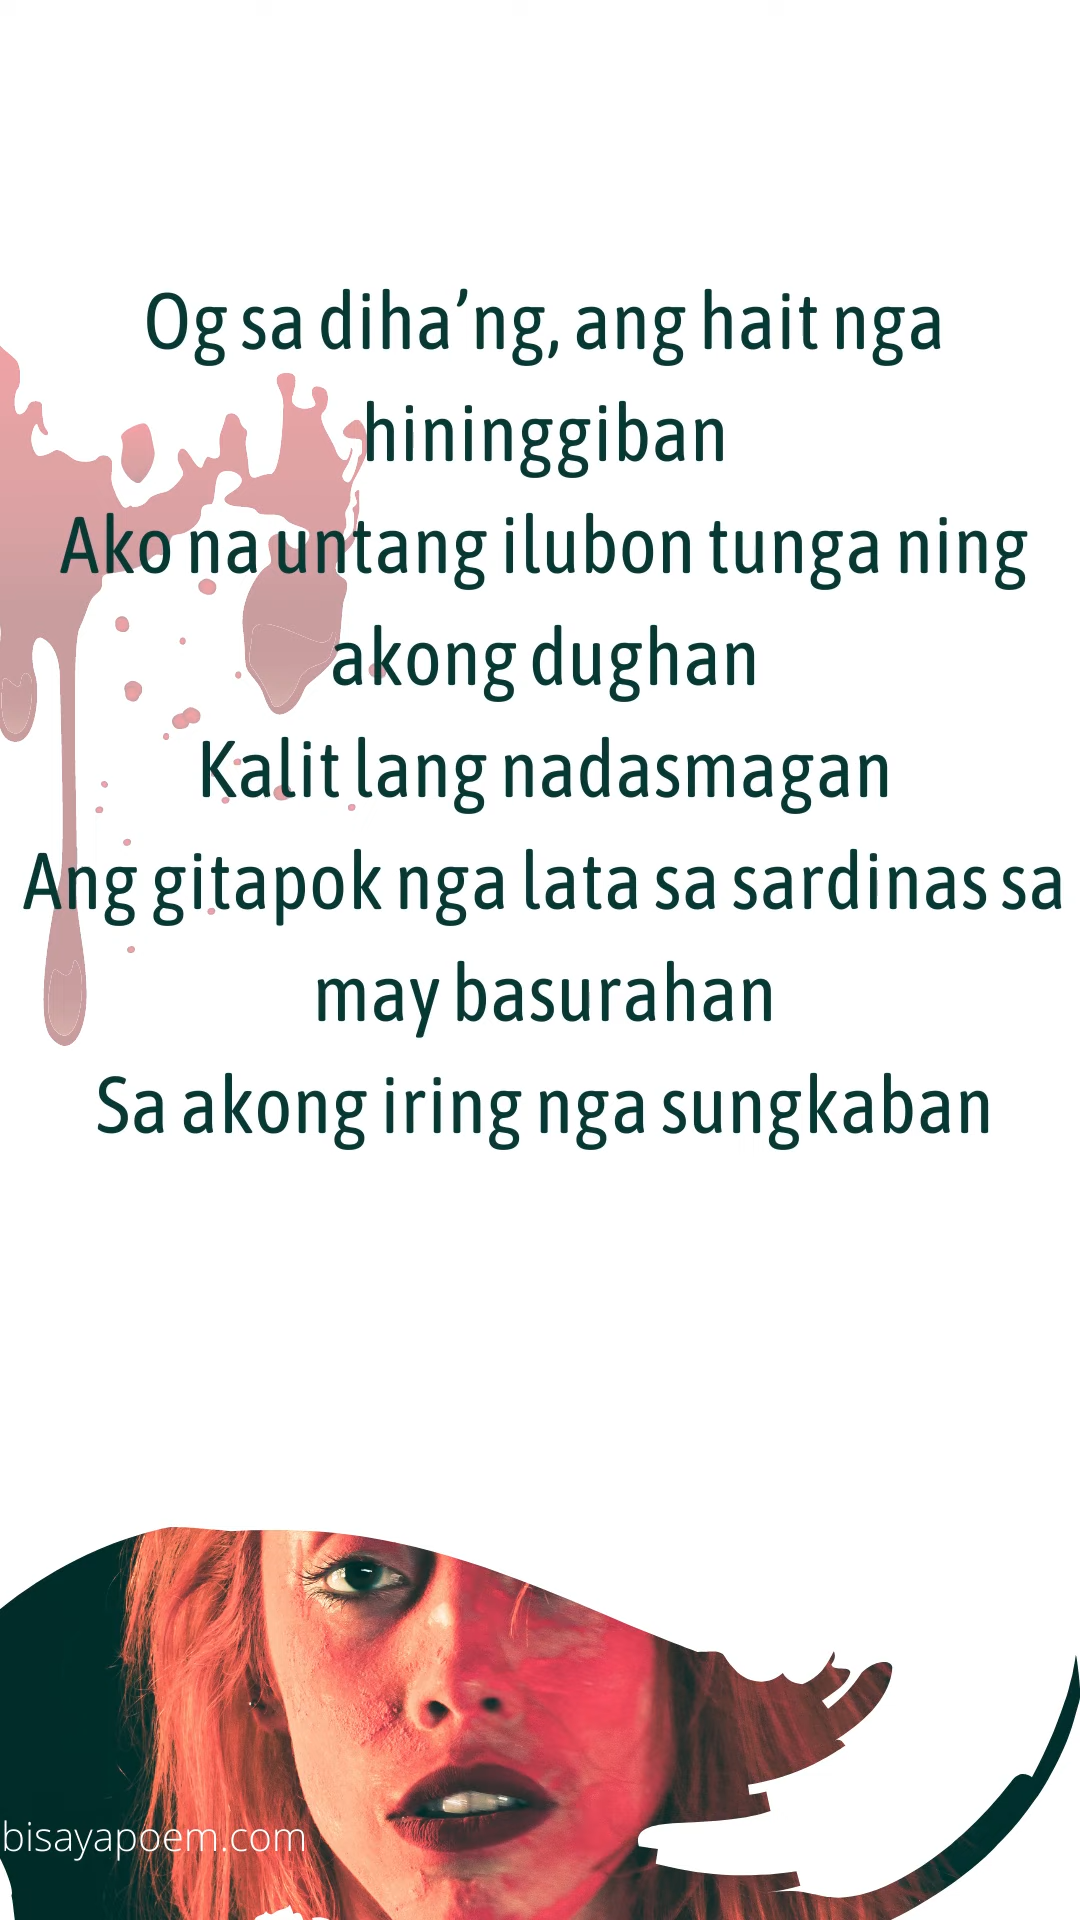 Og sa diha’ng, ang hait nga
hininggiban
Ako na untang ilubon tunga ning
akong dughan
Kalit lang nadasmagan
Ang gitapok nga lata sa sardinas sa
may basurahan
Sa akong iring nga sungkaban
bisayapoem.com